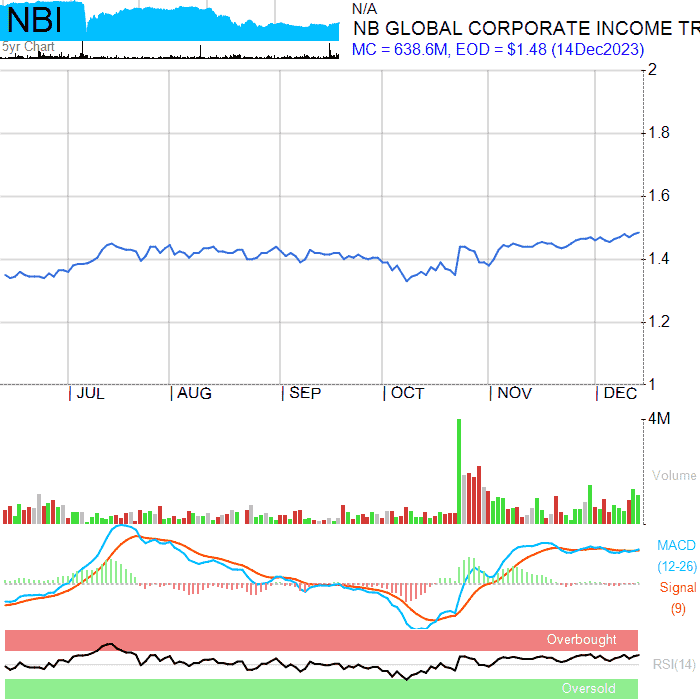 NBI
5yr Chart
N/A
NB GLOBAL CORPORATE INCOME TR
MC = 638.6M, EOD = $1.48 (14Dec2023)
2
1.8
1.6
1.4
1.2
1
JUL AUG SEP OCT NOV DEC
4M
Volume
MACD
(12-26)
Signal
(9)
Overbought
RSI(14)
Oversold